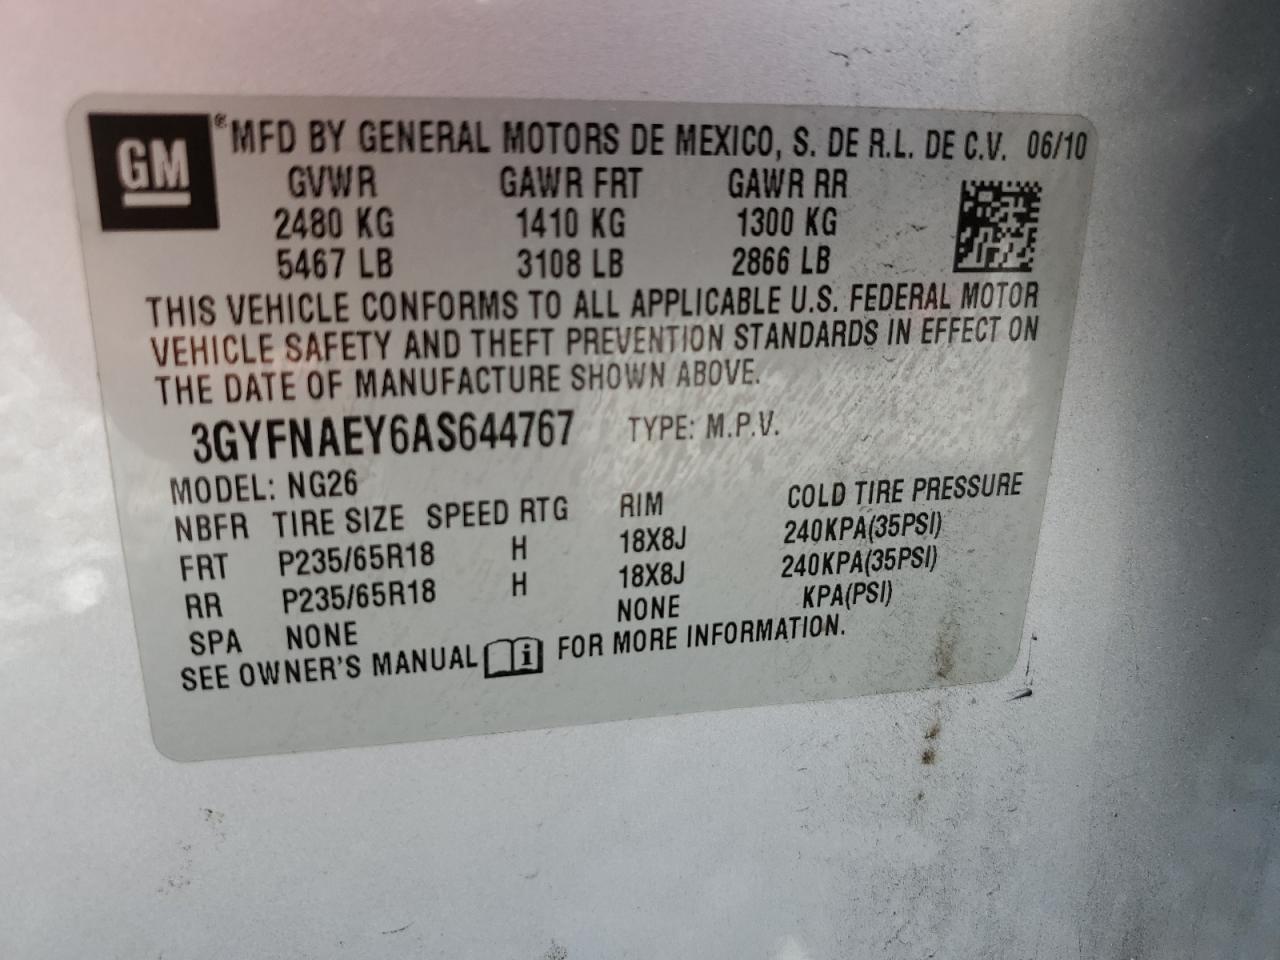 GM® MFD BY GENERAL MOTORS DE MEXICO, S. DE R.L. DE C.V. 06/10
GVWR GAWR FRT GAWR RR
2480 KG 1410 KG 1300 KG
5467 LB 3108 LB 2866 LB
THIS VEHICLE CONFORMS TO ALL APPLICABLE U.S. FEDERAL MOTOR
VEHICLE SAFETY AND THEFT PREVENTION STANDARDS IN EFFECT ON
THE DATE OF MANUFACTURE SHOWN ABOVE.
3GYFNAEY6AS644767 TYPE: M.P.V.
MODEL: NG26
NBFR TIRE SIZE SPEED RTG RIM COLD TIRE PRESSURE
FRT P235/65R18 H 18X8J 240KPA(35PSI)
RR P235/65R18 H 18X8J 240KPA(35PSI)
SPA NONE NONE KPA(PSI)
SEE OWNER'S MANUAL i FOR MORE INFORMATION.